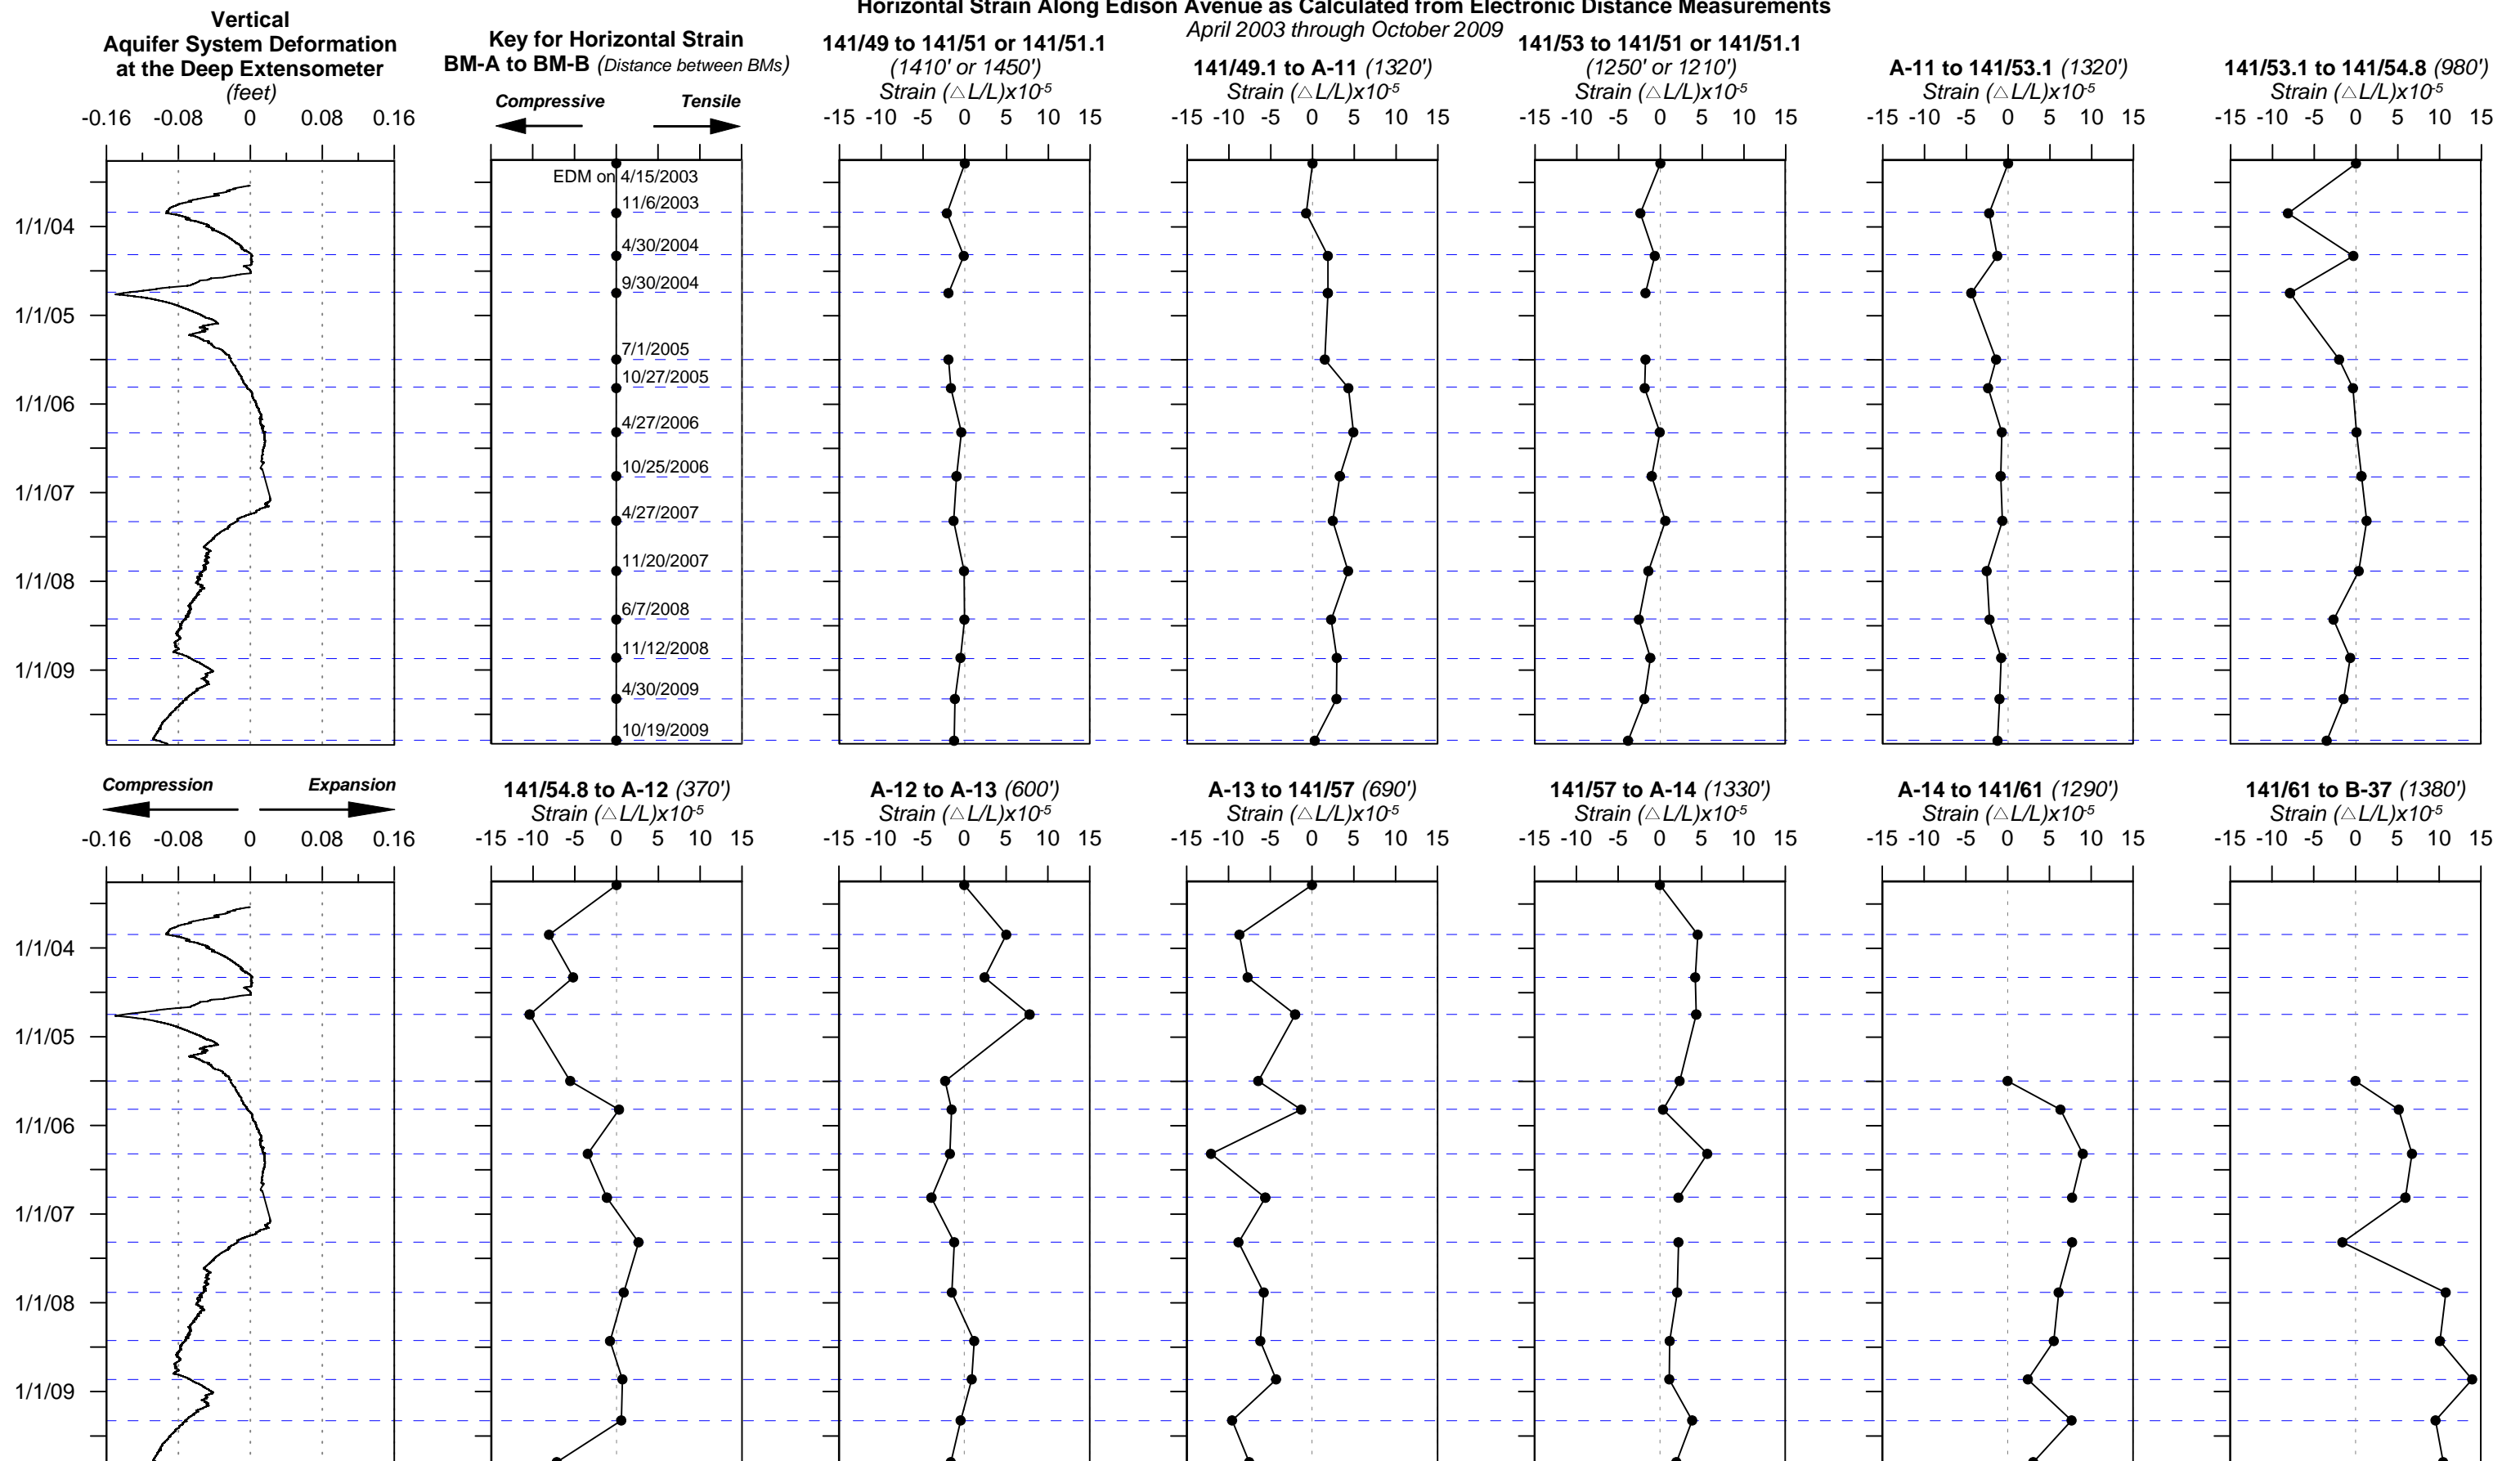 Horizontal Strain Along Edison Avenue as Calculated from Electronic Distance Measurements
April 2003 through October 2009
Vertical
Aquifer System Deformation
at the Deep Extensometer
(feet)
-0.16 -0.08 0 0.08 0.16
Key for Horizontal Strain
BM-A to BM-B (Distance between BMs)
Compressive Tensile
141/49 to 141/51 or 141/51.1
(1410' or 1450')
Strain (△L/L)x10-5
-15 -10 -5 0 5 10 15
141/49.1 to A-11 (1320')
Strain (△L/L)x10-5
-15 -10 -5 0 5 10 15
141/53 to 141/51 or 141/51.1
(1250' or 1210')
Strain (△L/L)x10-5
-15 -10 -5 0 5 10 15
A-11 to 141/53.1 (1320')
Strain (△L/L)x10-5
-15 -10 -5 0 5 10 15
141/53.1 to 141/54.8 (980')
Strain (△L/L)x10-5
-15 -10 -5 0 5 10 15
1/1/04
1/1/05
1/1/06
1/1/07
1/1/08
1/1/09
EDM on 4/15/2003
11/6/2003
4/30/2004
9/30/2004
7/1/2005
10/27/2005
4/27/2006
10/25/2006
4/27/2007
11/20/2007
6/7/2008
11/12/2008
4/30/2009
10/19/2009
Compression Expansion
-0.16 -0.08 0 0.08 0.16
141/54.8 to A-12 (370')
Strain (△L/L)x10-5
-15 -10 -5 0 5 10 15
A-12 to A-13 (600')
Strain (△L/L)x10-5
-15 -10 -5 0 5 10 15
A-13 to 141/57 (690')
Strain (△L/L)x10-5
-15 -10 -5 0 5 10 15
141/57 to A-14 (1330')
Strain (△L/L)x10-5
-15 -10 -5 0 5 10 15
A-14 to 141/61 (1290')
Strain (△L/L)x10-5
-15 -10 -5 0 5 10 15
141/61 to B-37 (1380')
Strain (△L/L)x10-5
-15 -10 -5 0 5 10 15
1/1/04
1/1/05
1/1/06
1/1/07
1/1/08
1/1/09